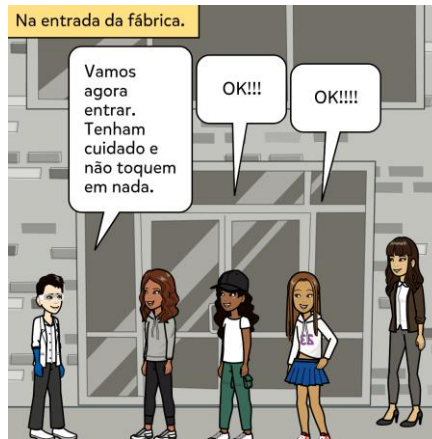 Na entrada da fábrica.
Vamos
agora
entrar.
Tenham
cuidado e
não toquem
em nada.
OK!!!
OK!!!!